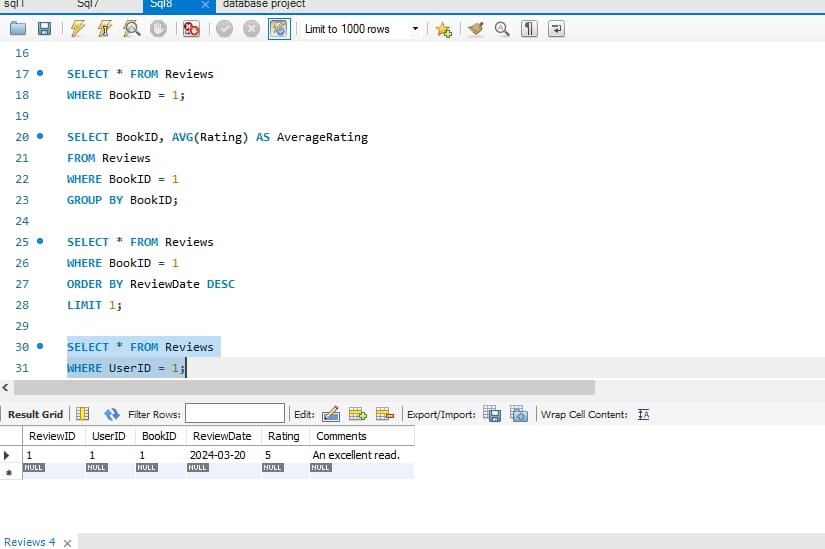 sql1 Sql7 Sql8 database project
Limit to 1000 rows
16
17 SELECT * FROM Reviews
18 WHERE BookID = 1;
19
20 SELECT BookID, AVG(Rating) AS AverageRating
21 FROM Reviews
22 WHERE BookID = 1
23 GROUP BY BookID;
24
25 SELECT * FROM Reviews
26 WHERE BookID = 1
27 ORDER BY ReviewDate DESC
28 LIMIT 1;
29
30 SELECT * FROM Reviews
31 WHERE UserID = 1;
Result Grid Filter Rows: Edit: Export/Import: Wrap Cell Content: IA
ReviewID UserID BookID ReviewDate Rating Comments
1 1 1 2024-03-20 5 An excellent read.
NULL NULL NULL NULL NULL NULL
Reviews 4